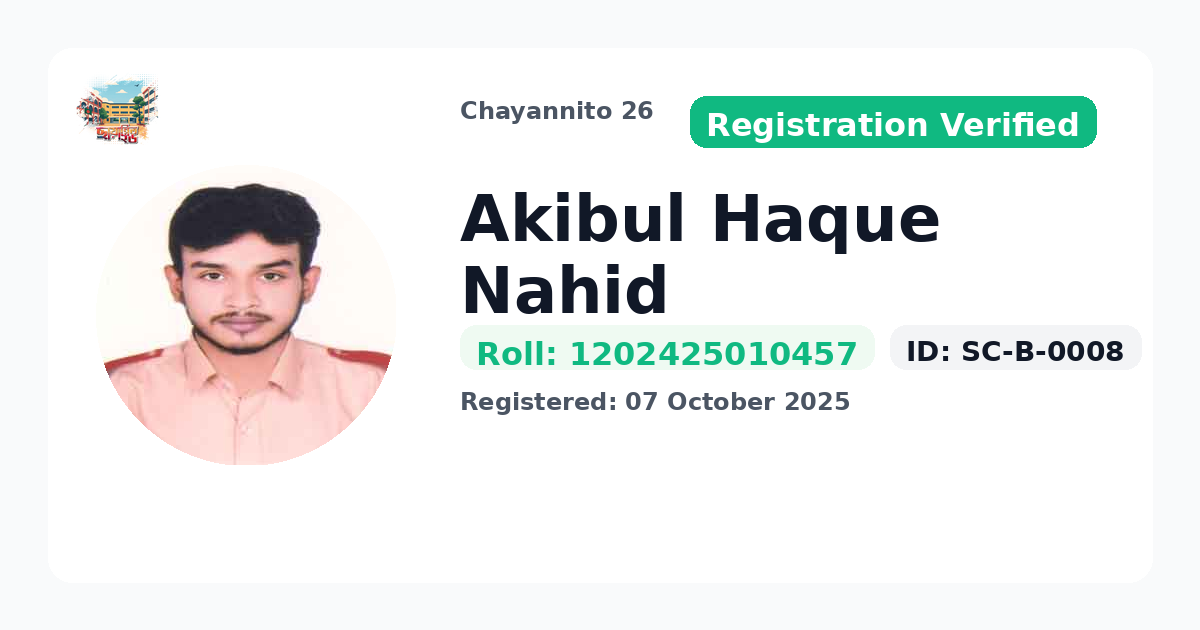 Chayannito 26
Registration Verified
Akibul Haque
Nahid
Roll: 1202425010457
ID: SC-B-0008
Registered: 07 October 2025